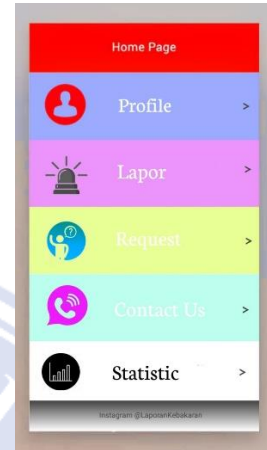 Home Page
Profile
>
Lapor
>
Request
>
Contact Us
>
Statistic
>
Instagram @LaporanKebakaran